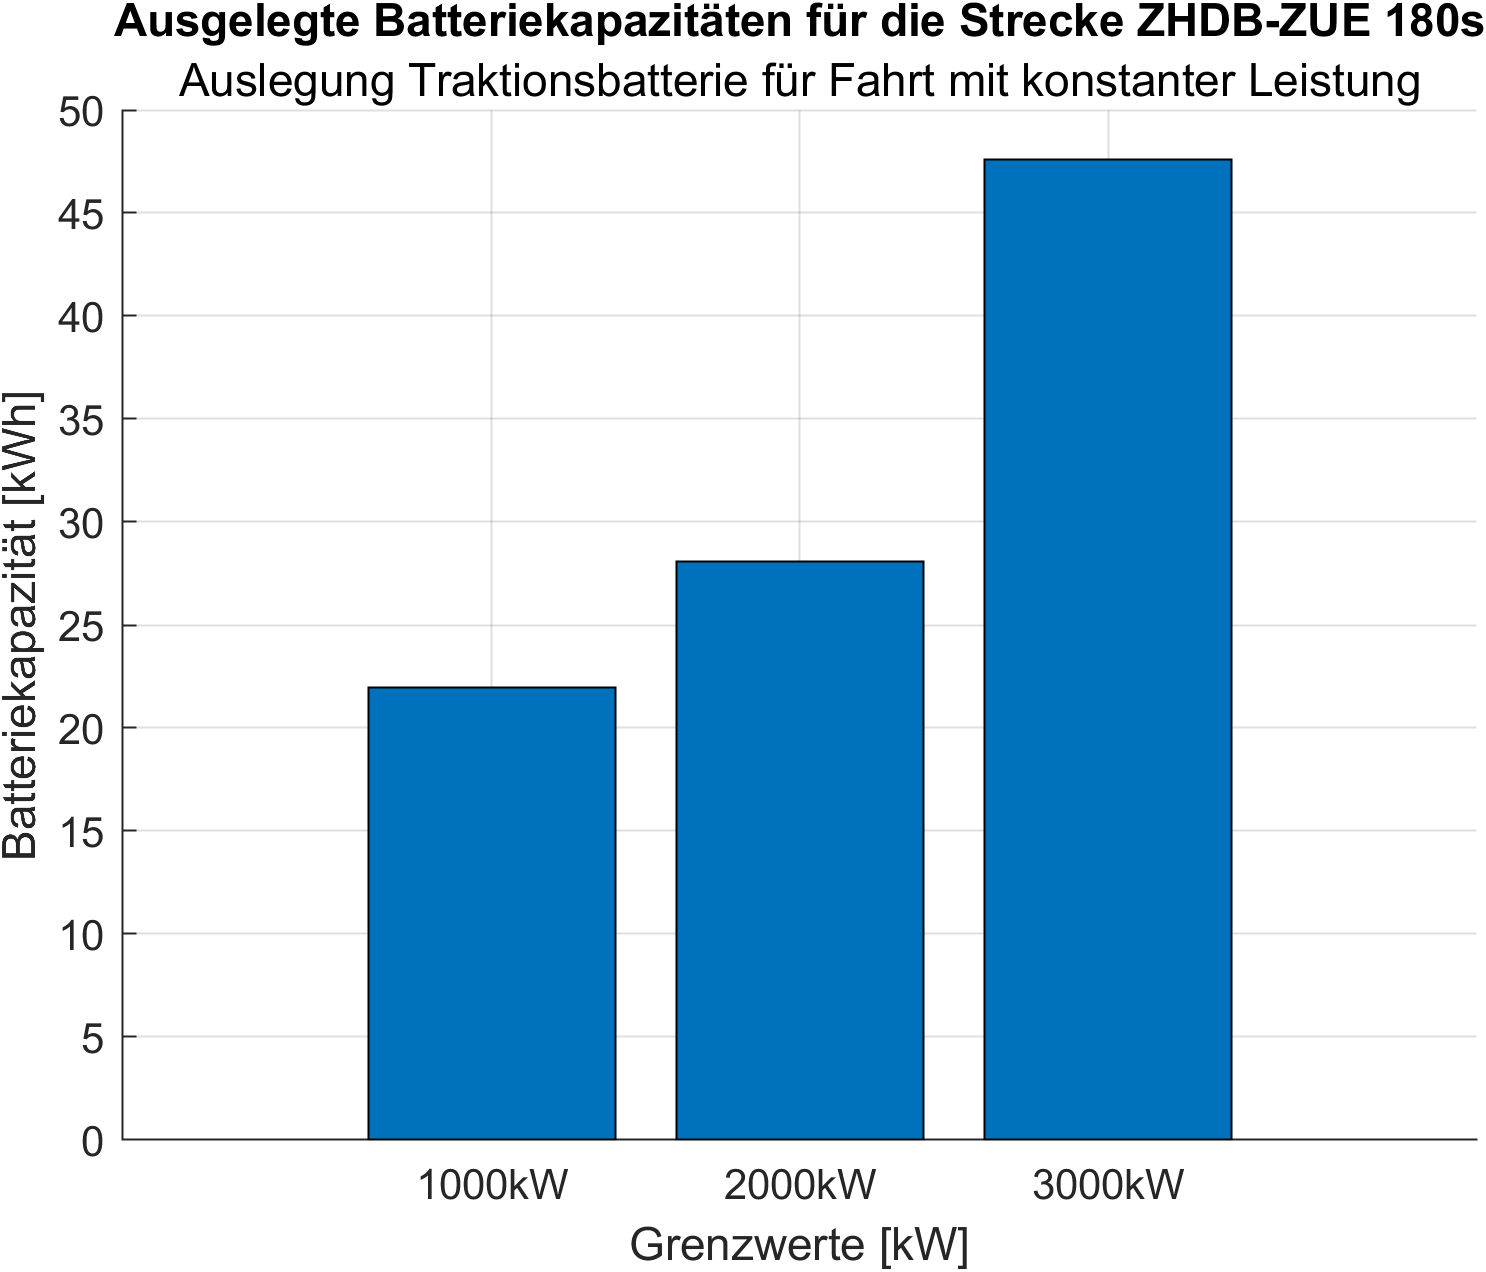 Ausgelegte Batteriekapazitäten für die Strecke ZHDB-ZUE 180s
Auslegung Traktionsbatterie für Fahrt mit konstanter Leistung
50
45
40
35
30
25
20
15
10
5
0
Batteriekapazität [kWh]
1000kW 2000kW 3000kW
Grenzwerte [kW]